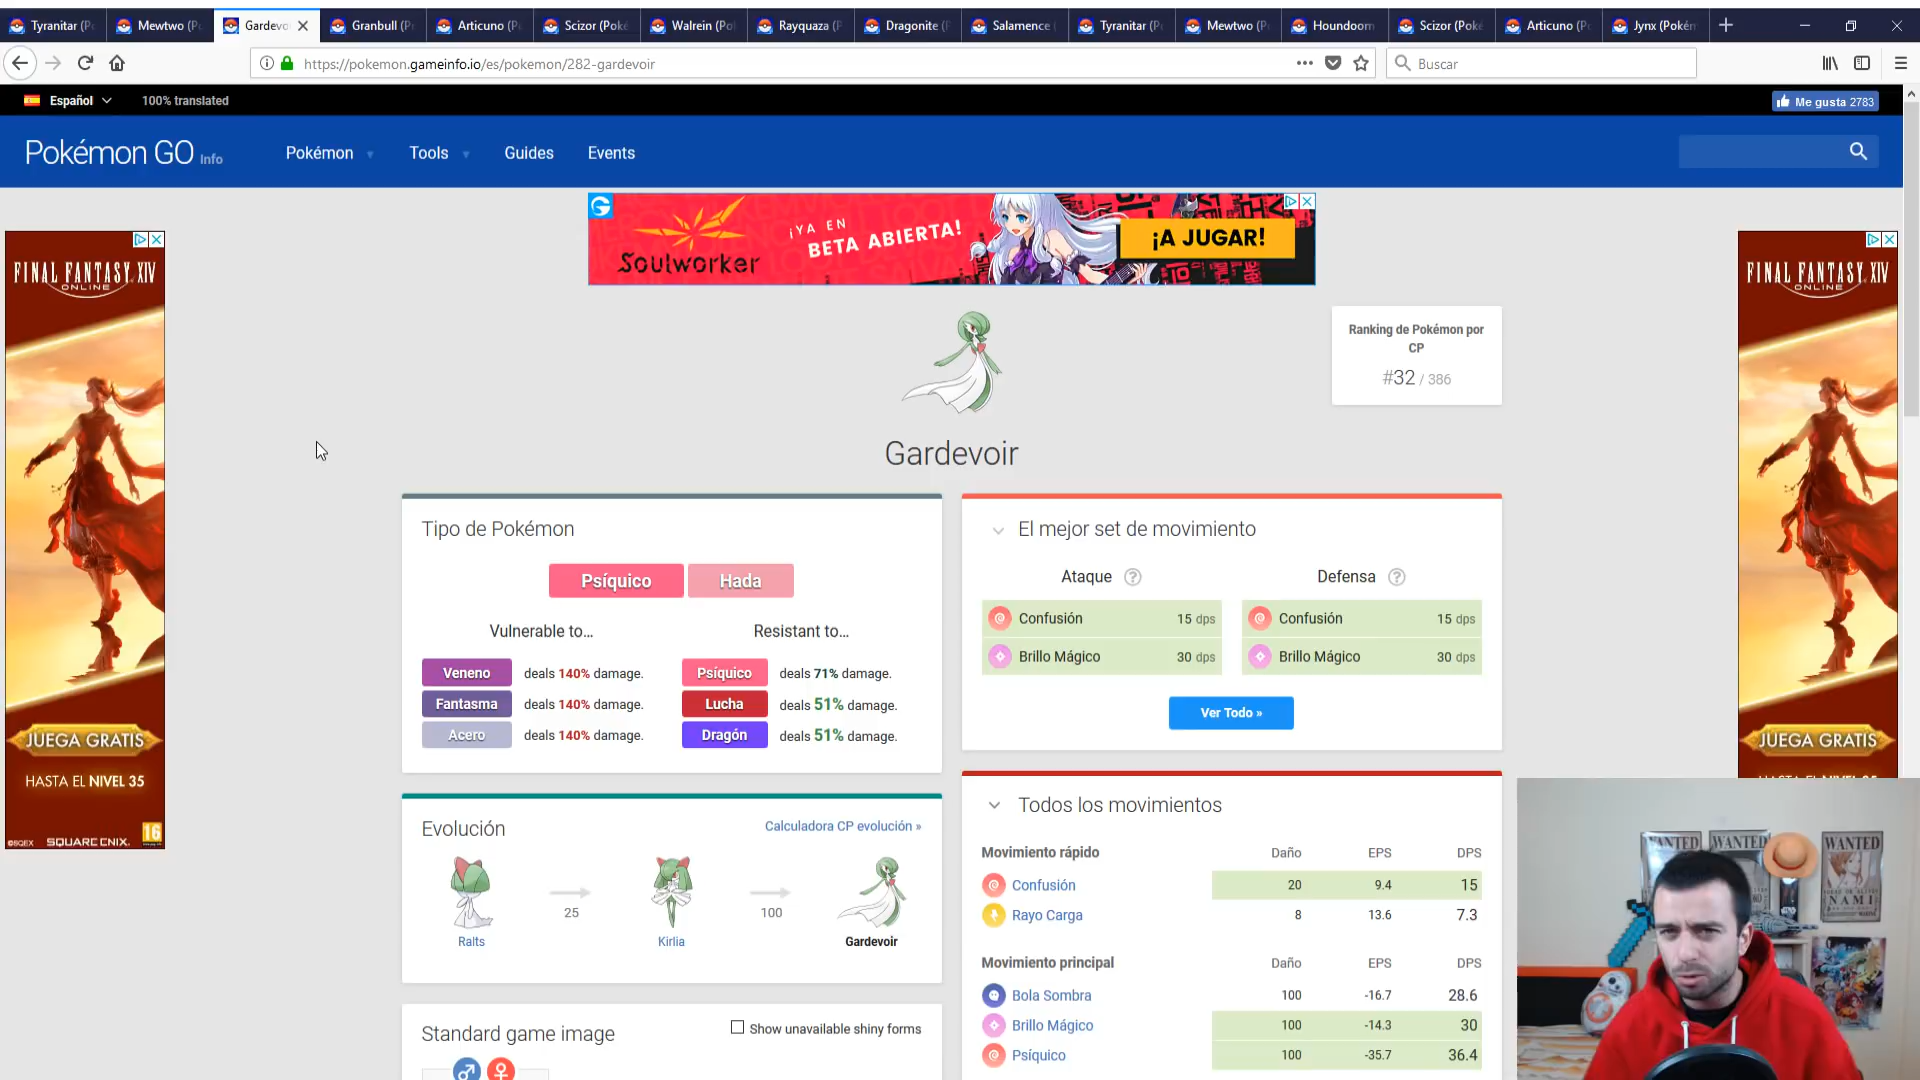 Tyranitar (P
Mewtwo (P
Gardevo
Granbull (P
Articuno (P
Scizor (Poké
Walrein (Po
Rayquaza (F
Dragonite (
Salamence
Tyranitar (P
Mewtwo (P
Houndoom
Scizor (Poké
Articuno (P
Jynx (Pokém
https://pokemon.gameinfo.io/es/pokemon/282-gardevoir
Buscar
Español
100% translated
Me gusta 2783
Pokémon GO Info
Pokémon
Tools
Guides
Events
Soulworker
¡YA EN
BETA ABIERTA!
¡A JUGAR!
FINAL FANTASY XIV
ONLINE
JUEGA GRATIS
HASTA EL NIVEL 35
SQUARE ENIX.
16
FINAL FANTASY XIV
ONLINE
JUEGA GRATIS
Ranking de Pokémon por
CP
#32 / 386
Gardevoir
Tipo de Pokémon
Psíquico
Hada
Vulnerable to...
Resistant to...
Veneno deals 140% damage.
Psíquico deals 71% damage.
Fantasma deals 140% damage.
Lucha deals 51% damage.
Acero deals 140% damage.
Dragón deals 51% damage.
El mejor set de movimiento
Ataque ?
Defensa ?
Confusión 15 dps
Confusión 15 dps
Brillo Mágico 30 dps
Brillo Mágico 30 dps
Ver Todo »
Evolución
Calculadora CP evolución »
25
100
Ralts
Kirlia
Gardevoir
Standard game image
Show unavailable shiny forms
Todos los movimientos
Movimiento rápido Daño EPS DPS
Confusión 20 9.4 15
Rayo Carga 8 13.6 7.3
Movimiento principal Daño EPS DPS
Bola Sombra 100 -16.7 28.6
Brillo Mágico 100 -14.3 30
Psíquico 100 -35.7 36.4
WANTED
WANTED
WANTED
NAMI